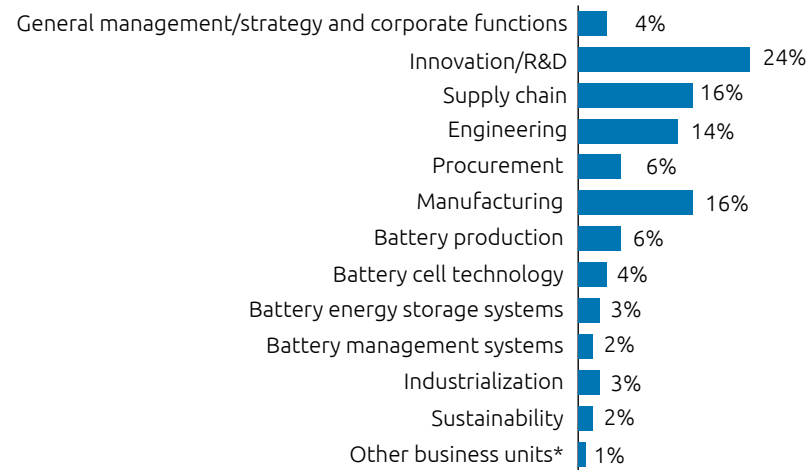 General management/strategy and corporate functions 4%
Innovation/R&D 24%
Supply chain 16%
Engineering 14%
Procurement 6%
Manufacturing 16%
Battery production 6%
Battery cell technology 4%
Battery energy storage systems 3%
Battery management systems 2%
Industrialization 3%
Sustainability 2%
Other business units* 1%